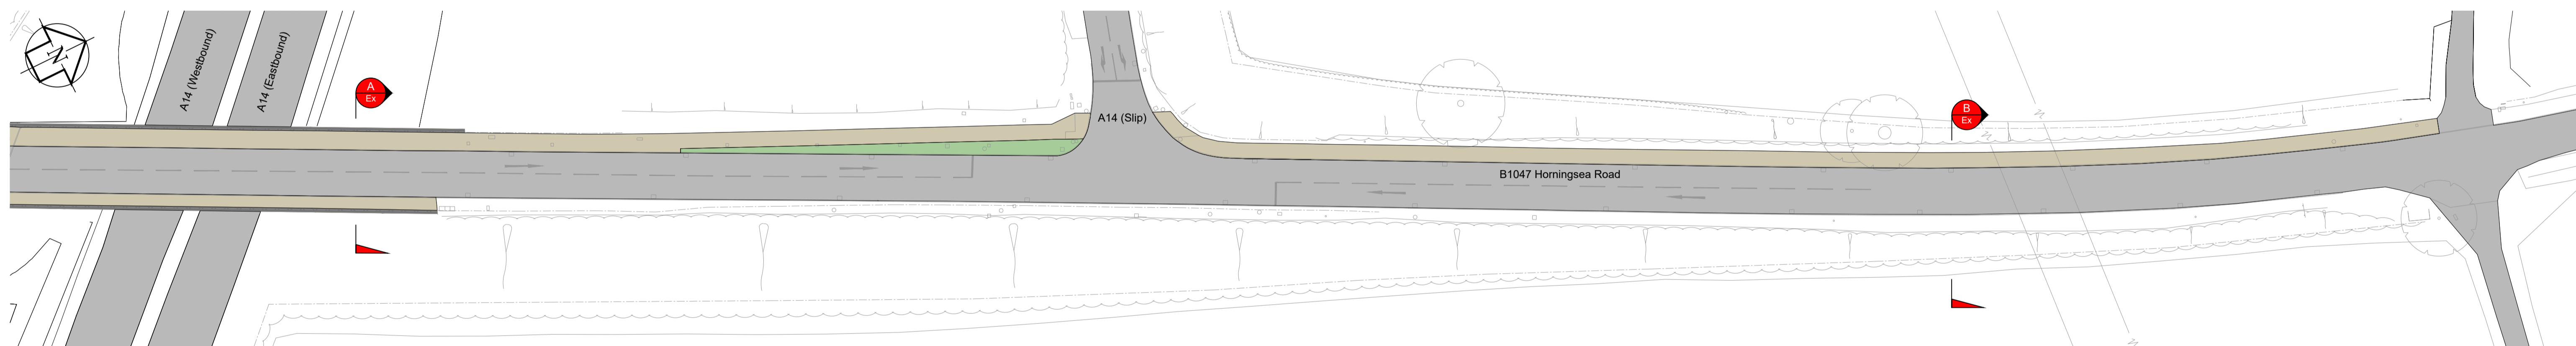 N
A14 (Westbound)
A14 (Eastbound)
A
Ex
A14 (Slip)
B
Ex
B1047 Horningsea Road